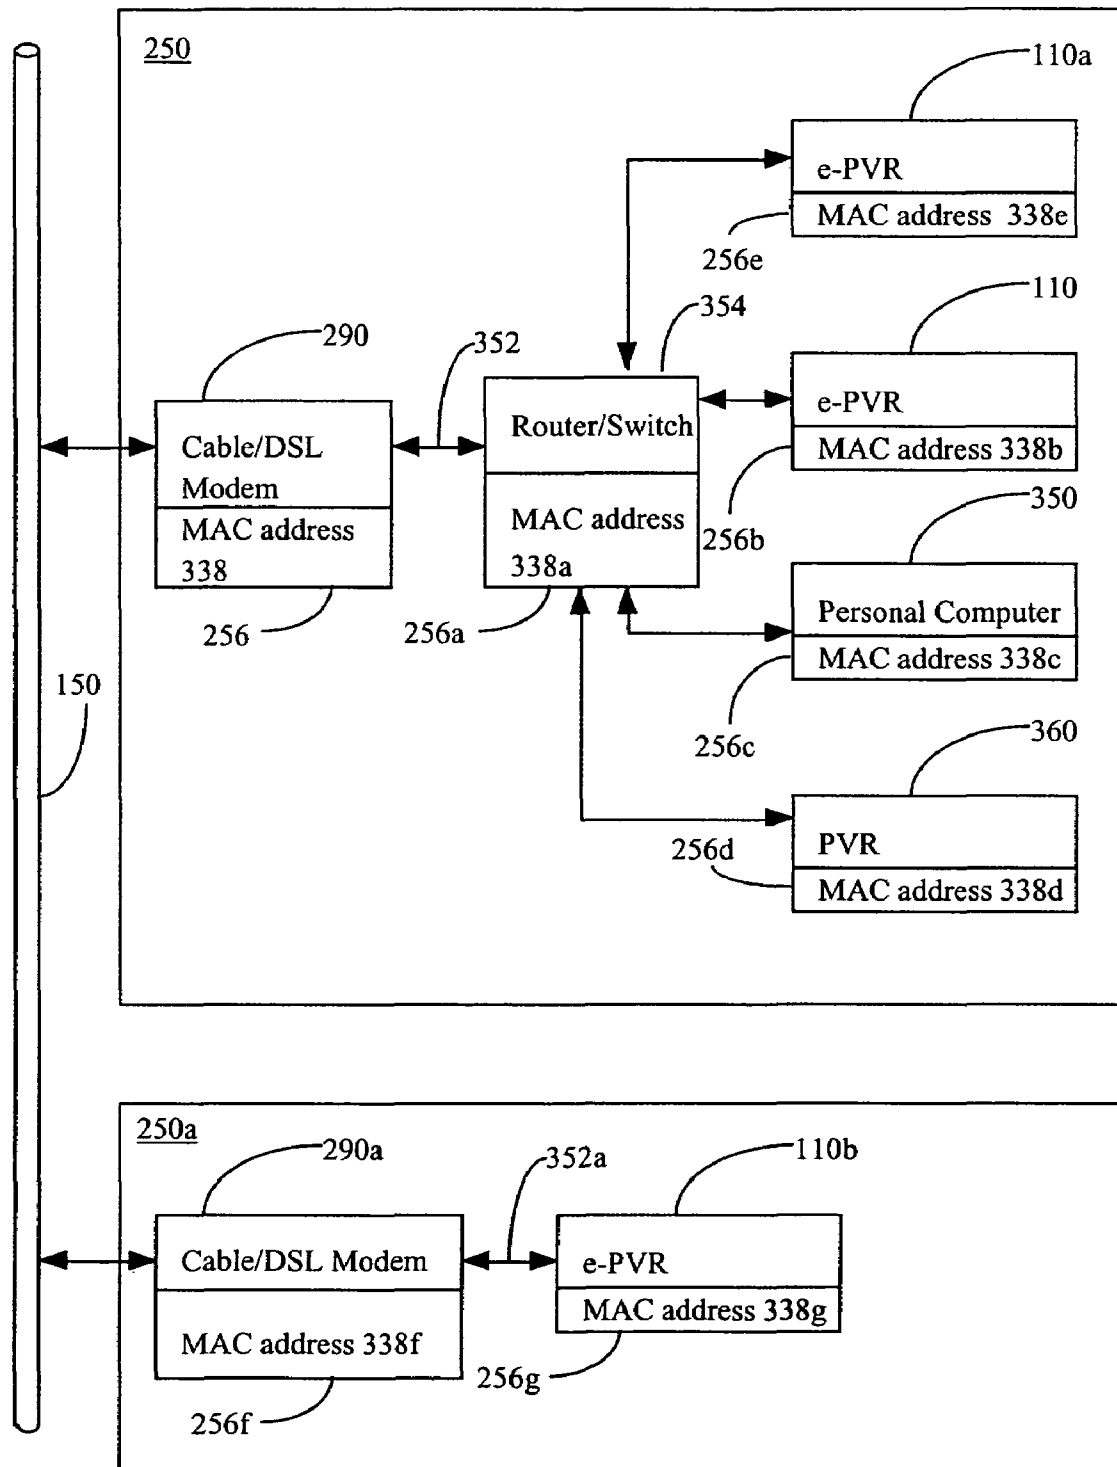 250
110a
e-PVR
MAC address 338e
256e
354
110
290
352
Cable/DSL
Modem
MAC address
338
256
Router/Switch
MAC address
338a
256a
e-PVR
MAC address 338b
256b
350
Personal Computer
MAC address 338c
256c
150
360
256d
PVR
MAC address 338d
250a
290a
352a
110b
Cable/DSL Modem
MAC address 338f
256f
e-PVR
MAC address 338g
256g